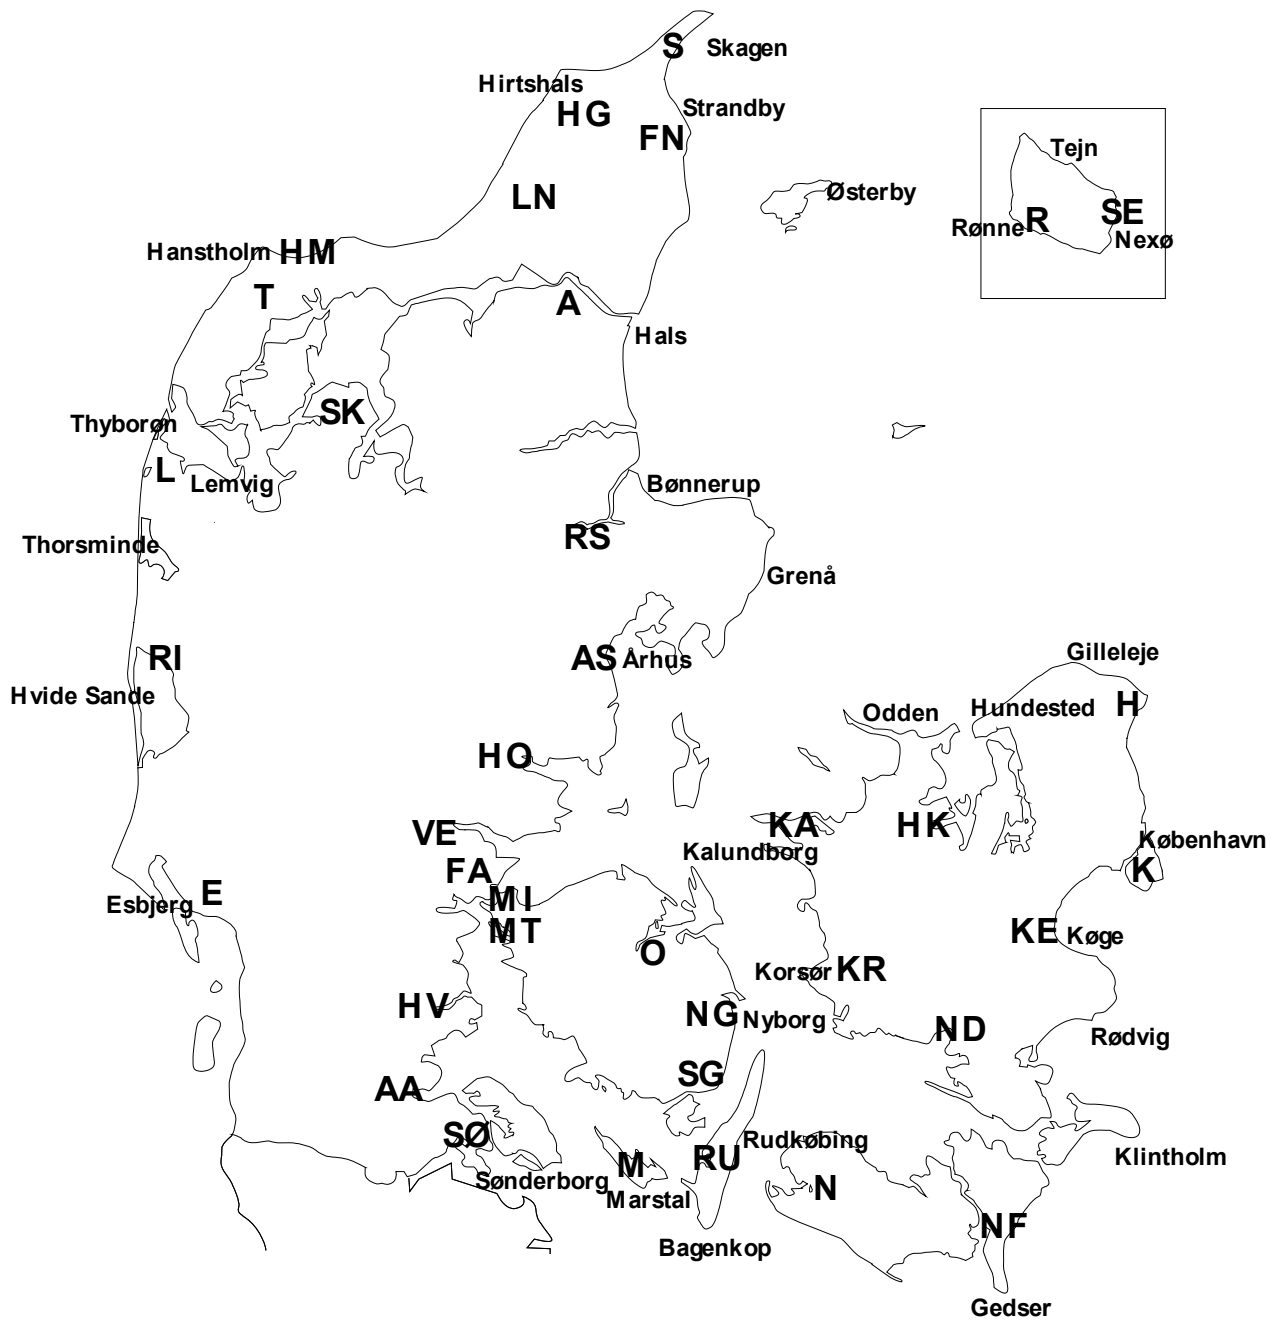 S
Skagen
Hirtshals
HG
Strandby
FN
Tejn
Østerby
LN
SE
R
Rønne
Nexø
Hanstholm
HM
T
A
Hals
SK
Thyborøn
L
Lemvig
Bønnerup
RS
Thorsminde
Grenå
RI
AS
Århus
Gilleleje
Hvide Sande
H
Hundested
Odden
HO
VE
KA
HK
København
Kalundborg
FA
K
E
MI
Esbjerg
MT
KE
Køge
O
Korsør
KR
HV
NG
Nyborg
ND
Rødvig
SG
AA
SØ
Rudkøbing
RU
M
Klintholm
Sønderborg
N
Marstal
NF
Bagenkop
Gedser